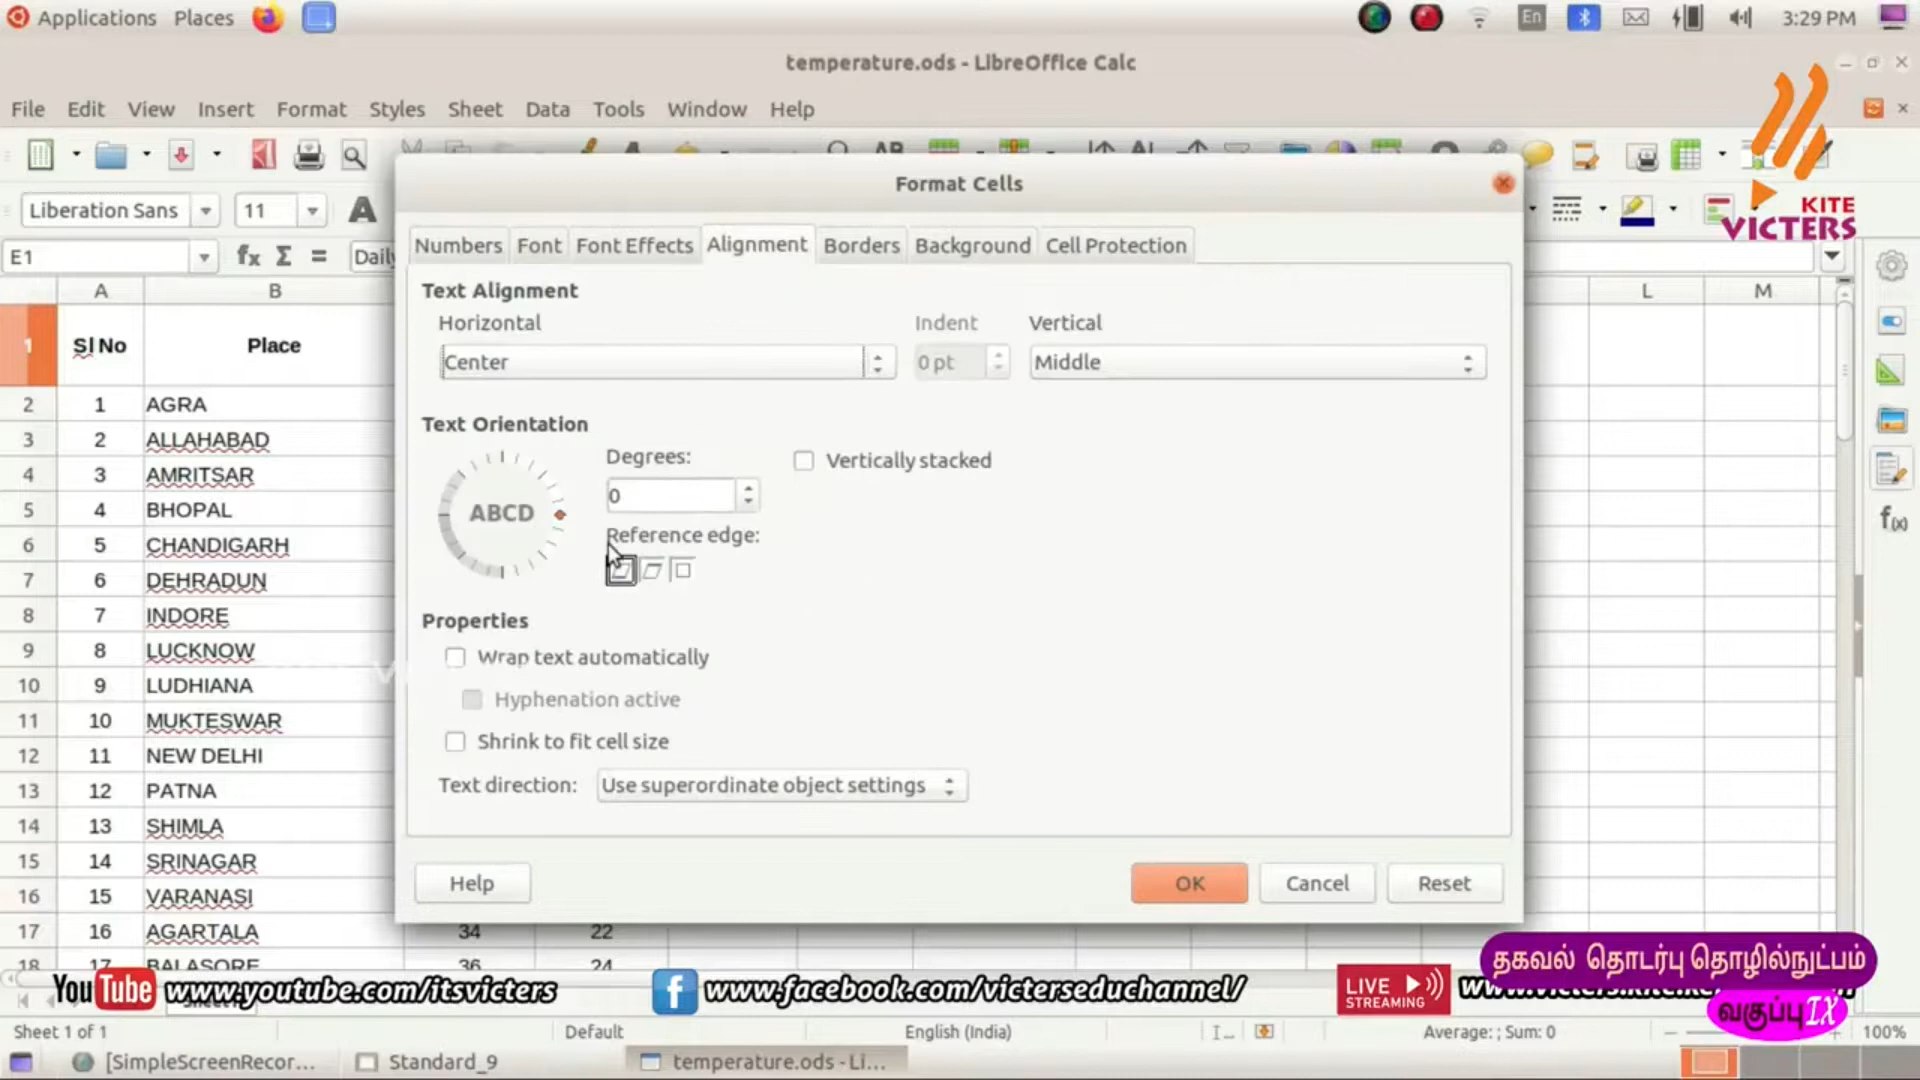 Applications Places En 3:29 PM
temperature.ods - LibreOffice Calc
File Edit View Insert Format Styles Sheet Data Tools Window Help
KITE
VICTERS
Liberation Sans 11
E1 Daily
Format Cells
Numbers Font Font Effects Alignment Borders Background Cell Protection
Text Alignment
Horizontal Indent Vertical
Center 0 pt Middle
Text Orientation
ABCD
Degrees:
0
Vertically stacked
Reference edge:
Properties
Wrap text automatically
Hyphenation active
Shrink to fit cell size
Text direction: Use superordinate object settings
Help OK Cancel Reset
A B L M
1 Sl No Place
2 1 AGRA
3 2 ALLAHABAD
4 3 AMRITSAR
5 4 BHOPAL
6 5 CHANDIGARH
7 6 DEHRADUN
8 7 INDORE
9 8 LUCKNOW
10 9 LUDHIANA
11 10 MUKTESWAR
12 11 NEW DELHI
13 12 PATNA
14 13 SHIMLA
15 14 SRINAGAR
16 15 VARANASI
17 16 AGARTALA 34 22
18 17 BALASORE 36 24
தகவல் தொடர்பு தொழில்நுட்பம்
வகுப்பு IX
YouTube www.youtube.com/itsvicters
www.facebook.com/victerseduchannel/
LIVE STREAMING
Sheet 1 of 1 Default English (India) Average: ; Sum: 0 100%
[SimpleScreenRecor... Standard_9 temperature.ods - Li...